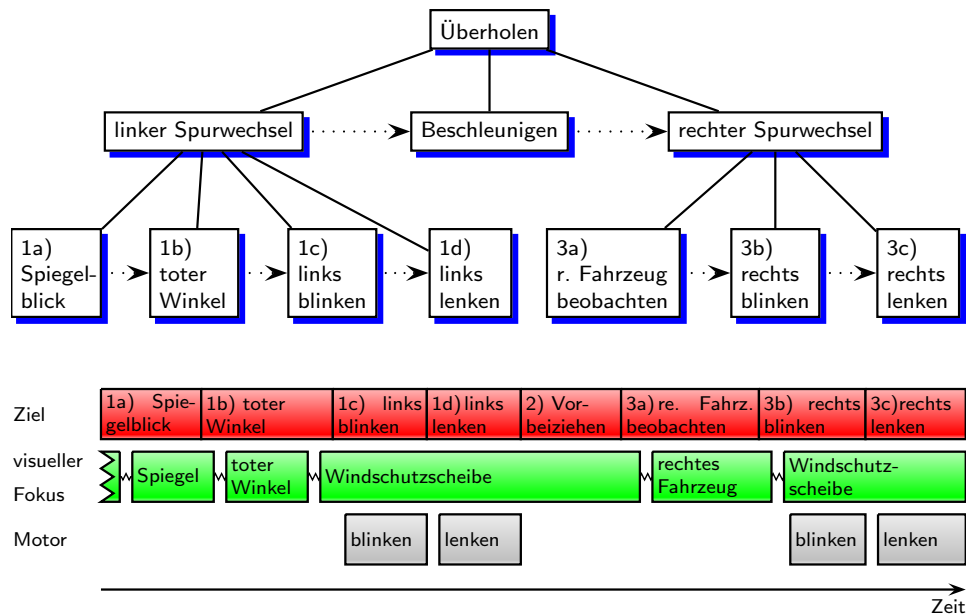 Überholen
linker Spurwechsel
Beschleunigen
rechter Spurwechsel
1a)
Spiegel-
blick
1b)
toter
Winkel
1c)
links
blinken
1d)
links
lenken
3a)
r. Fahrzeug
beobachten
3b)
rechts
blinken
3c)
rechts
lenken
Ziel
1a) Spie-
gelblick
1b) toter
Winkel
1c) links
blinken
1d) links
lenken
2) Vor-
beiziehen
3a) re. Fahrz.
beobachten
3b) rechts
blinken
3c) rechts
lenken
visueller
Fokus
Spiegel
toter
Winkel
Windschutzscheibe
rechtes
Fahrzeug
Windschutz-
scheibe
Motor
blinken
lenken
blinken
lenken
Zeit